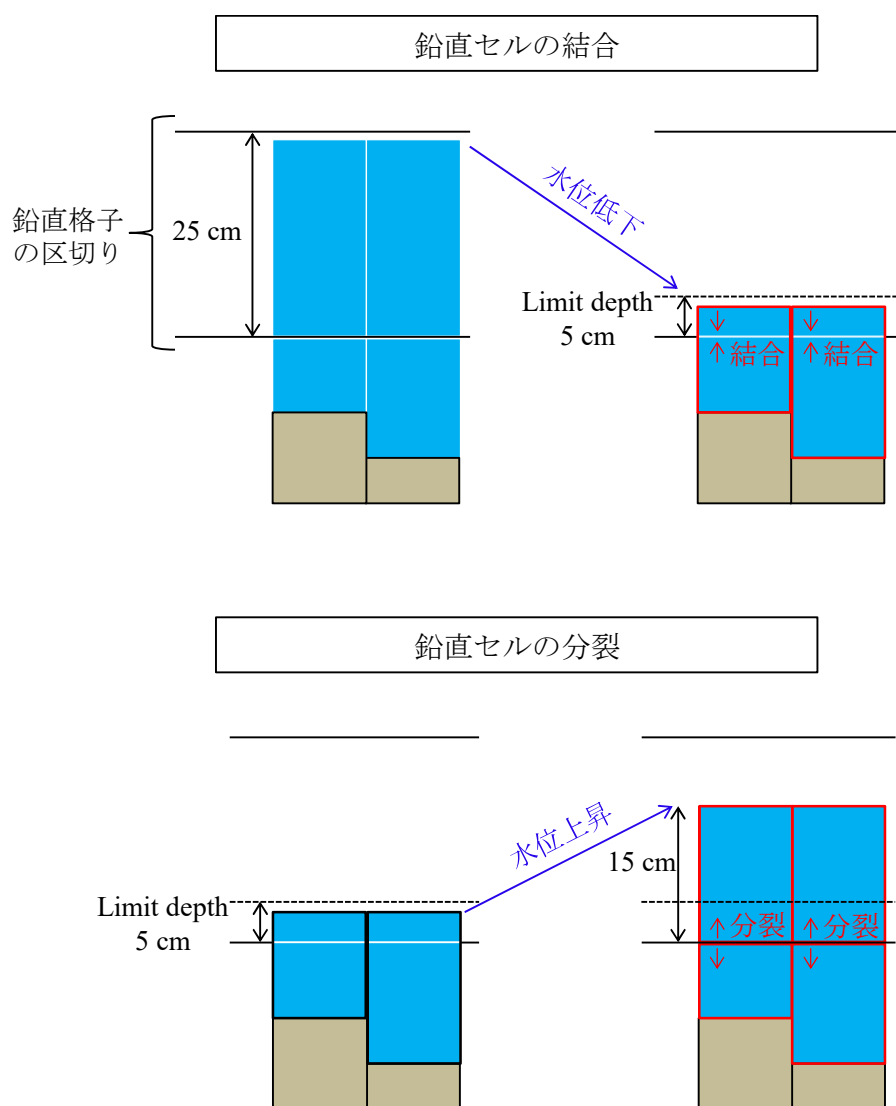 鉛直セルの結合
鉛直格子
の区切り
25 cm
水位低下
Limit depth
5 cm
↓
↑結合
↓
↑結合
鉛直セルの分裂
Limit depth
5 cm
水位上昇
15 cm
↑分裂
↓
↑分裂
↓